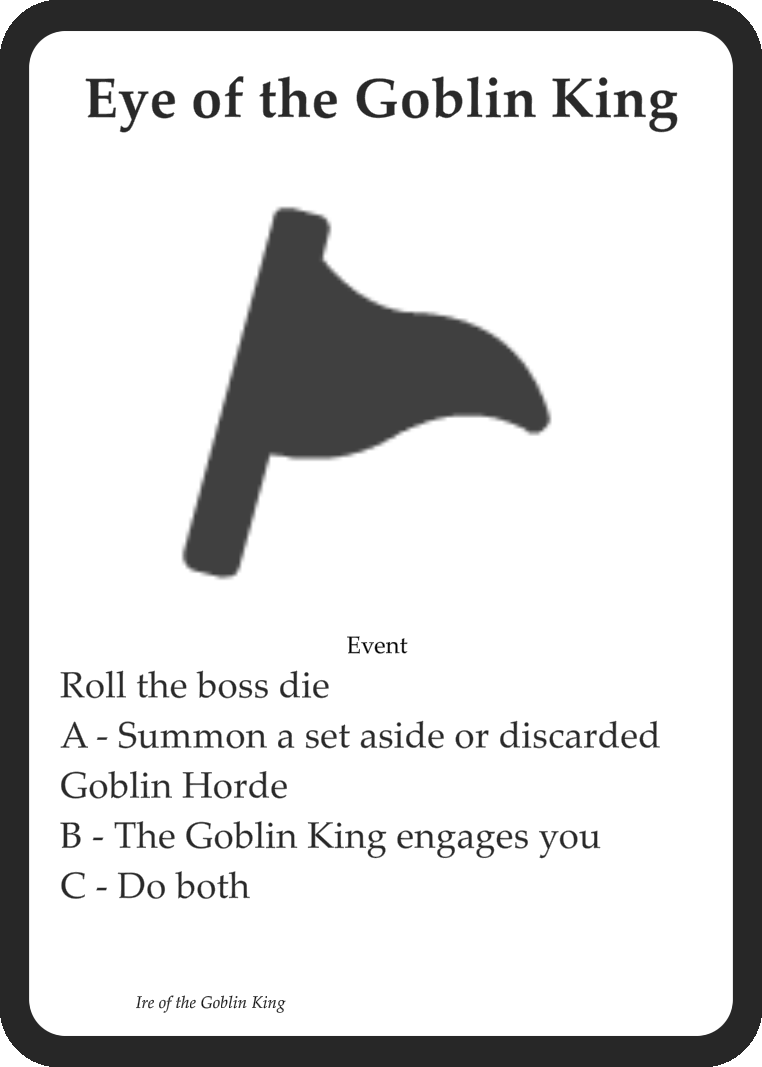 Eye of the Goblin King
Event
Roll the boss die
A - Summon a set aside or discarded
Goblin Horde
B - The Goblin King engages you
C - Do both
Ire of the Goblin King